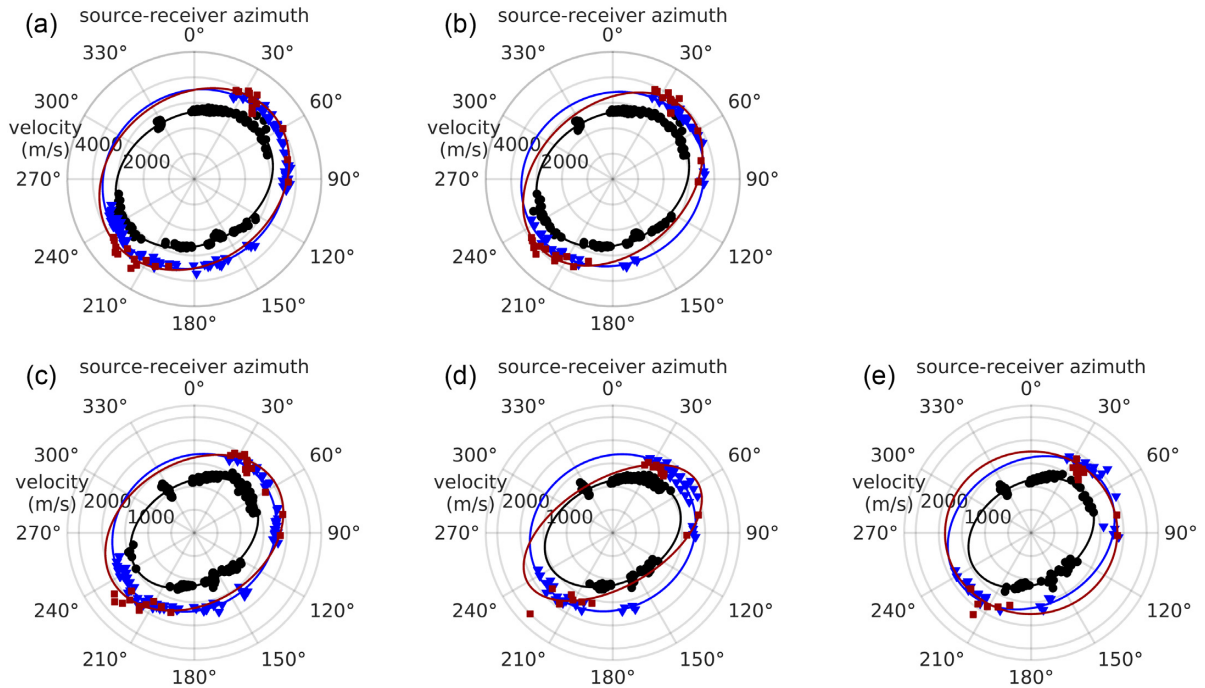 (a)
source-receiver azimuth
0°
330° 30°
300° 60°
velocity
(m/s) 4000 2000
270° 90°
240° 120°
210° 150°
180°
(b)
source-receiver azimuth
0°
330° 30°
300° 60°
velocity
(m/s) 4000 2000
270° 90°
240° 120°
210° 150°
180°
(c)
source-receiver azimuth
0°
330° 30°
300° 60°
velocity
(m/s) 2000 1000
270° 90°
240° 120°
210° 150°
180°
(d)
source-receiver azimuth
0°
330° 30°
300° 60°
velocity
(m/s) 2000 1000
270° 90°
240° 120°
210° 150°
180°
(e)
source-receiver azimuth
0°
330° 30°
300° 60°
velocity
(m/s) 2000 1000
270° 90°
240° 120°
210° 150°
180°